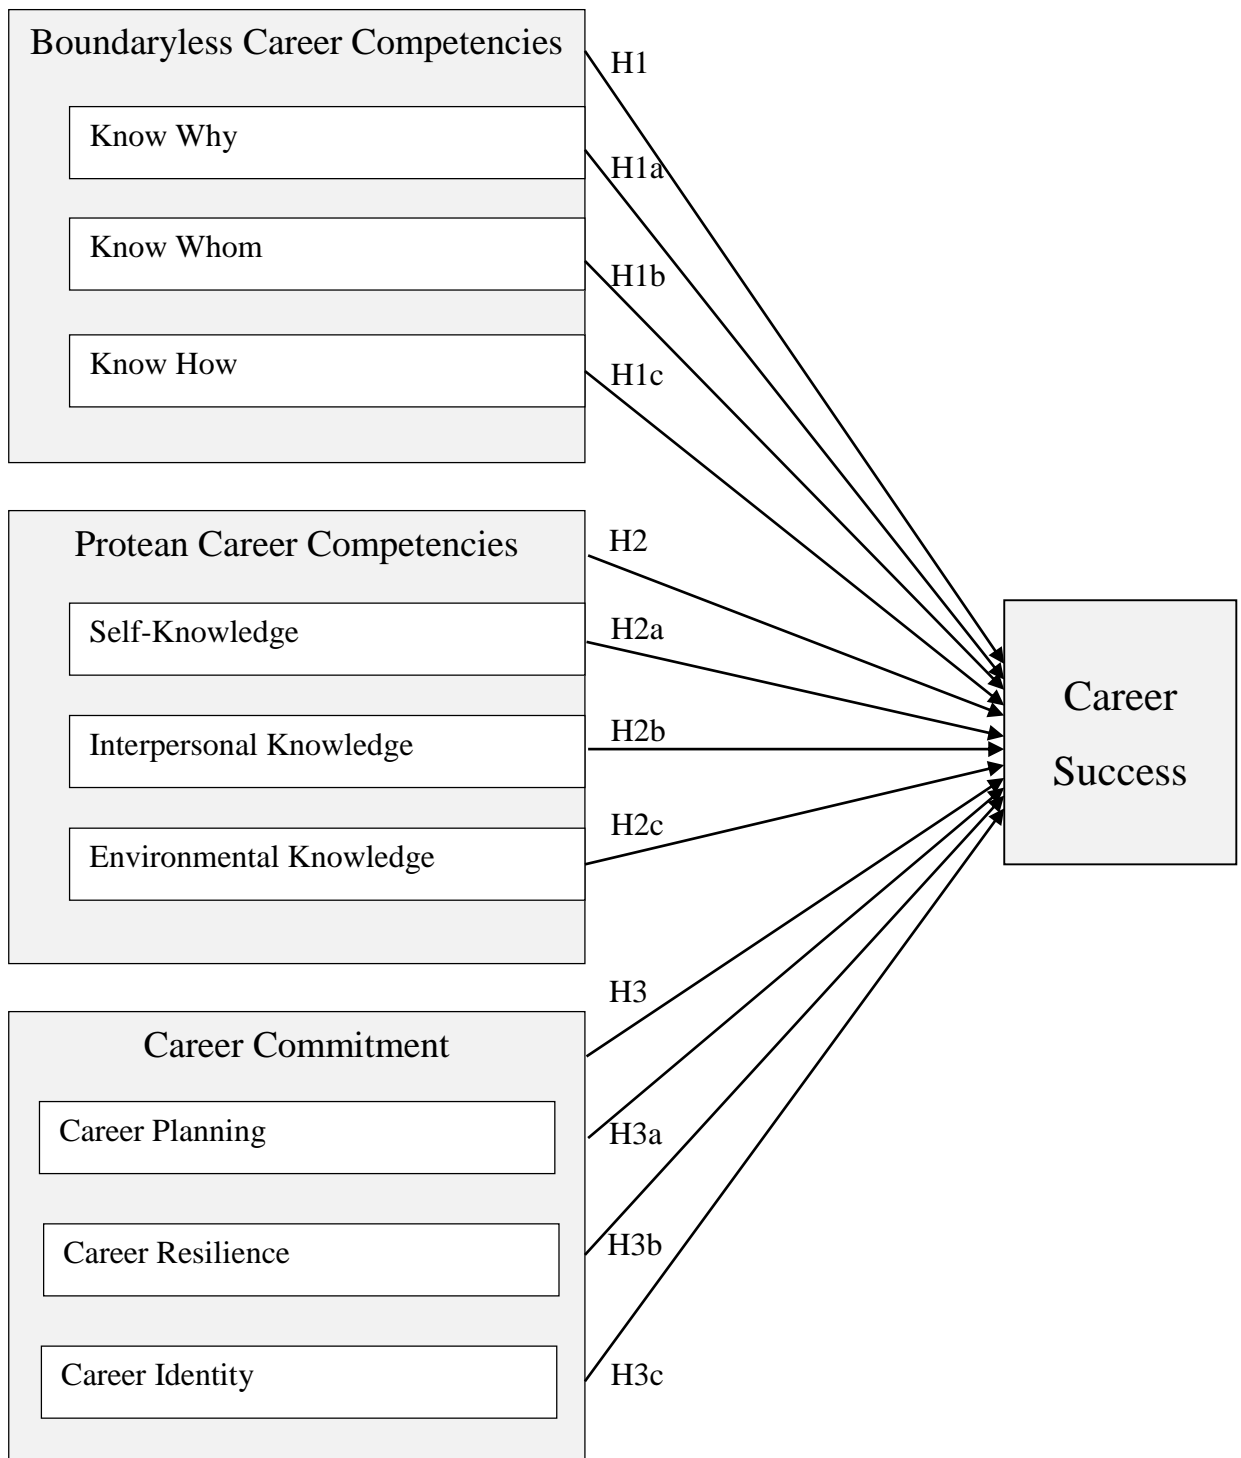 Boundaryless Career Competencies
H1
Know Why
H1a
Know Whom
H1b
Know How
H1c
Protean Career Competencies
H2
Self-Knowledge
H2a
Interpersonal Knowledge
H2b
Environmental Knowledge
H2c
Career
Success
H3
Career Commitment
Career Planning
H3a
Career Resilience
H3b
Career Identity
H3c